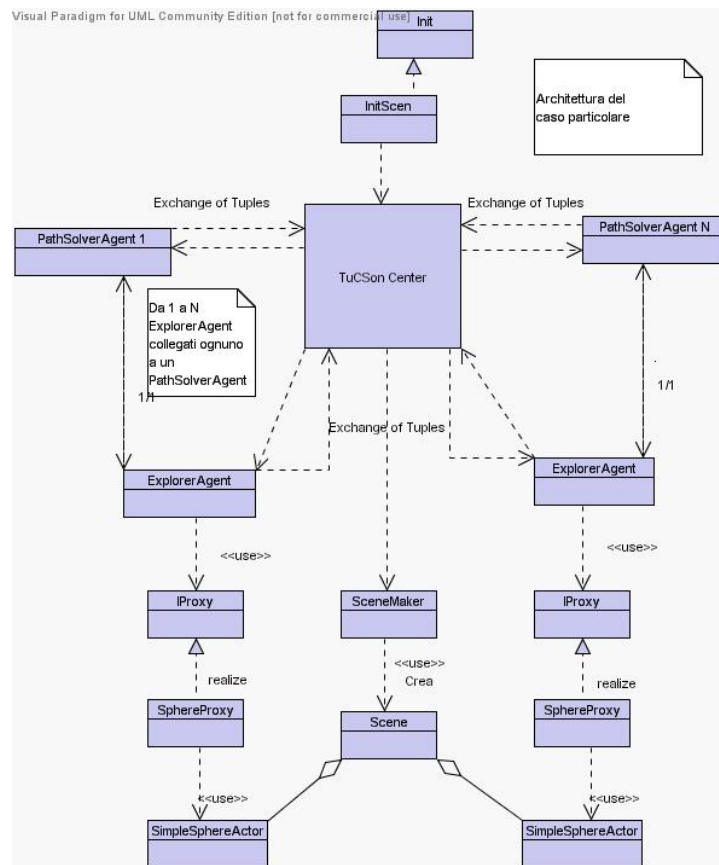 Visual Paradigm for UML Community Edition [not for commercial use]
Init
InitScen
Architettura del
caso particolare
Exchange of Tuples
Exchange of Tuples
PathSolverAgent 1
PathSolverAgent N
TuCSon Center
Da 1 a N
ExplorerAgent
collegati ognuno
a un
PathSolverAgent
1/1
.
1/1
Exchange of Tuples
ExplorerAgent
ExplorerAgent
<<use>>
<<use>>
IProxy
SceneMaker
IProxy
<<use>>
Crea
realize
realize
SphereProxy
Scene
SphereProxy
<<use>>
<<use>>
SimpleSphereActor
SimpleSphereActor